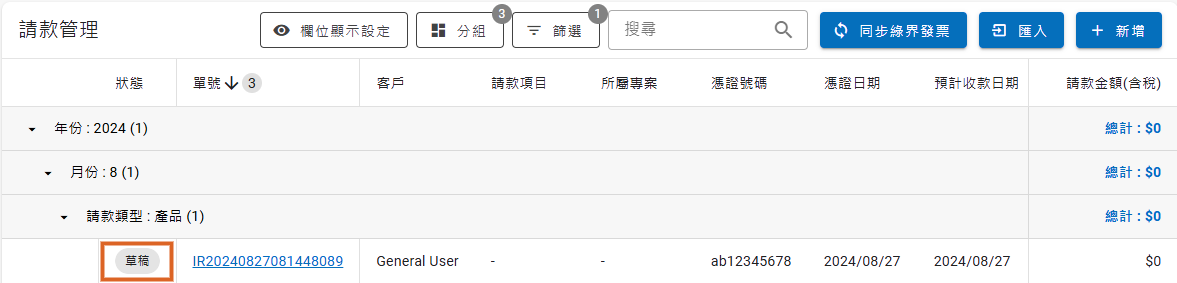 請款管理 欄位顯示設定 分組 3 篩選 1 搜尋 同步綠界發票 匯入 新增
狀態 單號 3 客戶 請款項目 所屬專案 憑證號碼 憑證日期 預計收款日期 請款金額(含稅)
年份 : 2024 (1) 總計 : $0
月份 : 8 (1) 總計 : $0
請款類型 : 產品 (1) 總計 : $0
草稿 IR20240827081448089 General User - - ab12345678 2024/08/27 2024/08/27 $0